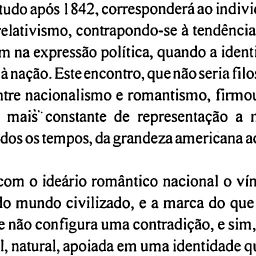 tudo após 1842, corresponderá ao indivi
relativismo, contrapondo-se à tendência
m na expressão política, quando a identi
à nação. Este encontro, que não seria filos
ntre nacionalismo e romantismo, firmou
mais constante de representação a n
dos os tempos, da grandeza americana ao
com o ideário romântico nacional o vín
do mundo civilizado, e a marca do que
e não configura uma contradição, e sim,
l, natural, apoiada em uma identidade qu